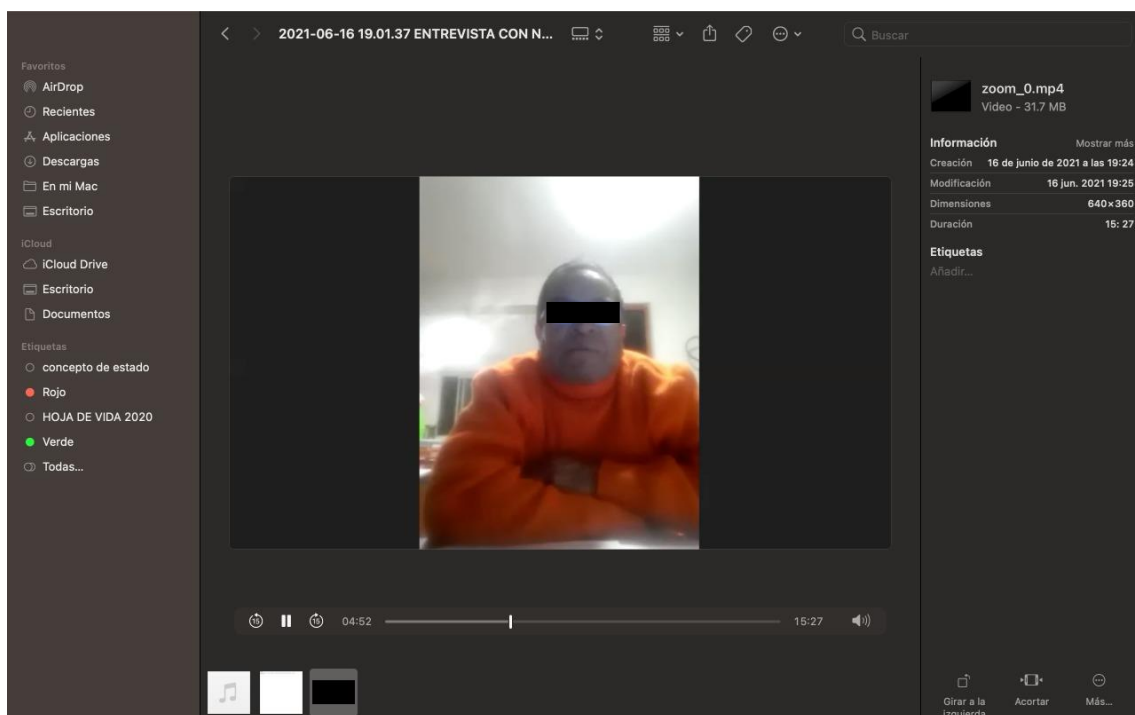 2021-06-16 19.01.37 ENTREVISTA CON N...
Buscar
Favoritos
AirDrop
Recientes
Aplicaciones
Descargas
En mi Mac
Escritorio
iCloud
iCloud Drive
Escritorio
Documentos
Etiquetas
concepto de estado
Rojo
HOJA DE VIDA 2020
Verde
Todas...
15
15
04:52
15:27
zoom_0.mp4
Video - 31.7 MB
Información Mostrar más
Creación 16 de junio de 2021 a las 19:24
Modificación 16 jun. 2021 19:25
Dimensiones 640×360
Duración 15: 27
Etiquetas
Añadir...
Girar a la
izquierda
Acortar
Más...